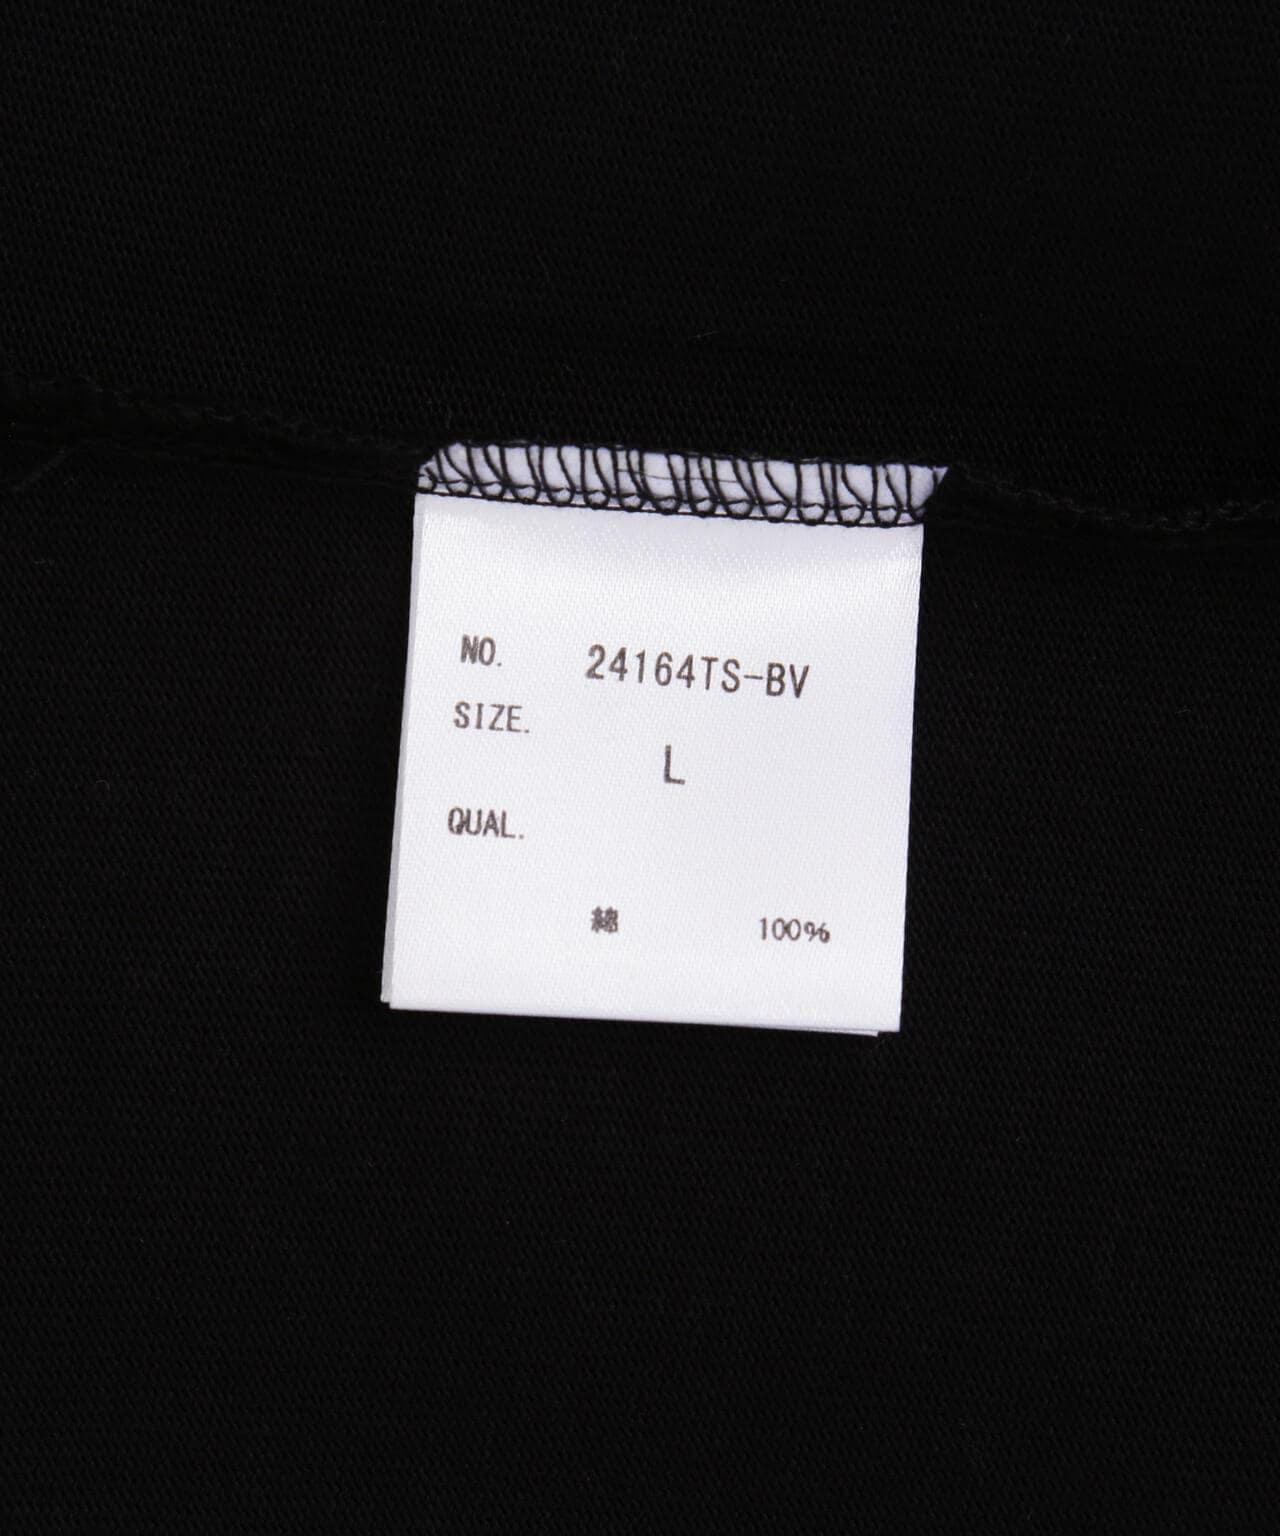 NO. 24164TS-BV
SIZE.
L
QUAL.
綿 100%